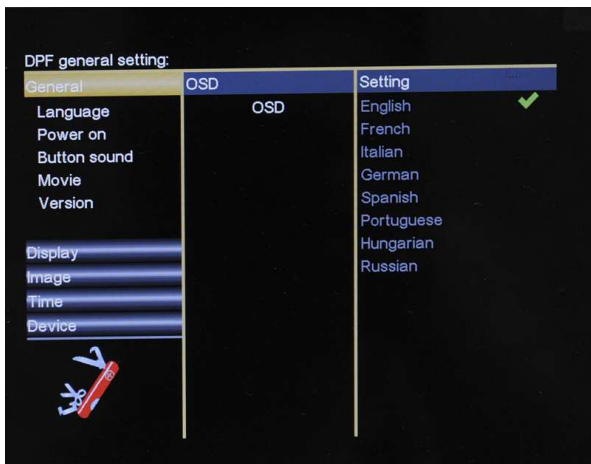 DPF general setting:
General
Language
Power on
Button sound
Movie
Version
Display
Image
Time
Device
OSD
OSD
Setting
English
French
Italian
German
Spanish
Portuguese
Hungarian
Russian